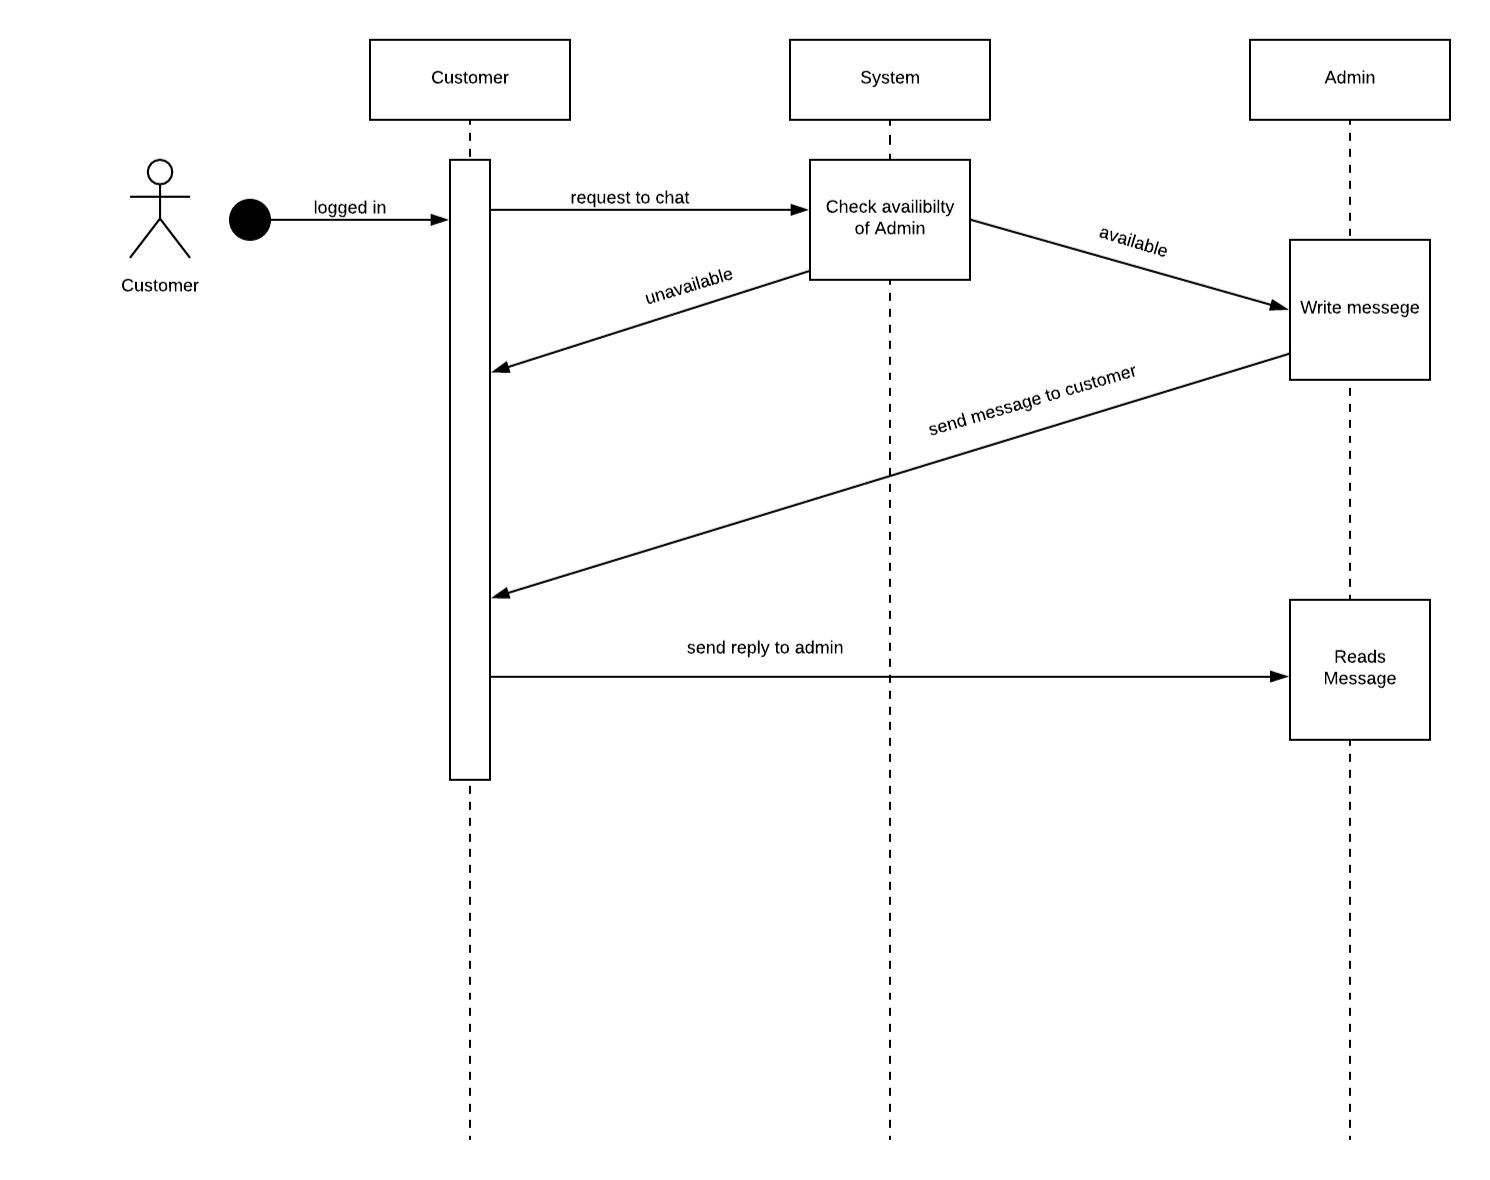 Customer
System
Admin
Customer
logged in
request to chat
Check availibilty
of Admin
available
unavailable
Write messege
send message to customer
send reply to admin
Reads
Message